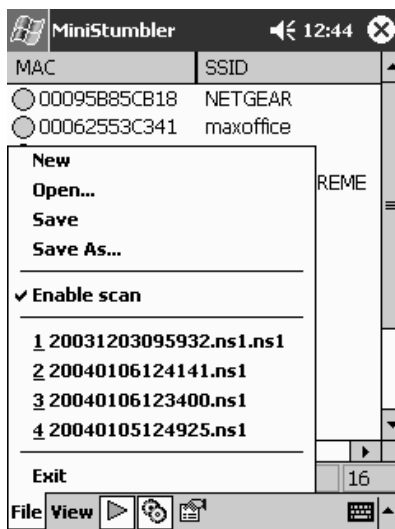 MiniStumbler 12:44
MAC SSID
00095B85CB18 NETGEAR
00062553C341 maxoffice
REME
New
Open...
Save
Save As...
Enable scan
1 20031203095932.ns1.ns1
2 20040106124141.ns1
3 20040106123400.ns1
4 20040105124925.ns1
Exit
16
File View